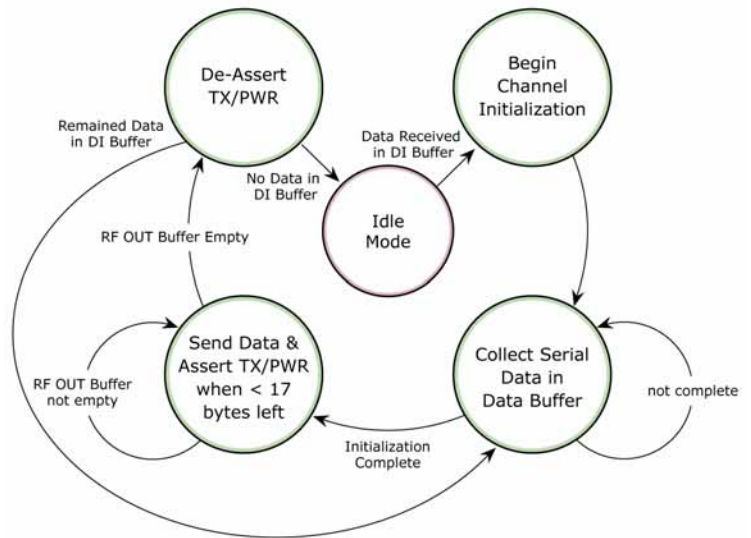 De-Assert
TX/PWR
Begin
Channel
Initialization
Remained Data
in DI Buffer
Data Received
in DI Buffer
No Data in
DI Buffer
Idle
Mode
RF OUT Buffer Empty
Send Data &
Assert TX/PWR
when < 17
bytes left
Collect Serial
Data in
Data Buffer
RF OUT Buffer
not empty
not complete
Initialization
Complete